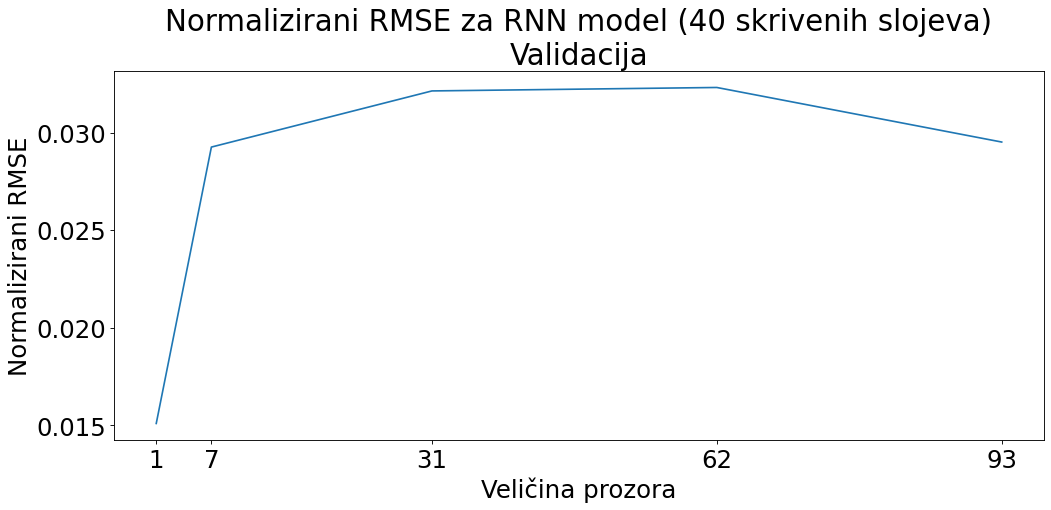 Normalizirani RMSE za RNN model (40 skrivenih slojeva)
Validacija
Normalizirani RMSE
0.030
0.025
0.020
0.015
1 7 31 62 93
Veličina prozora